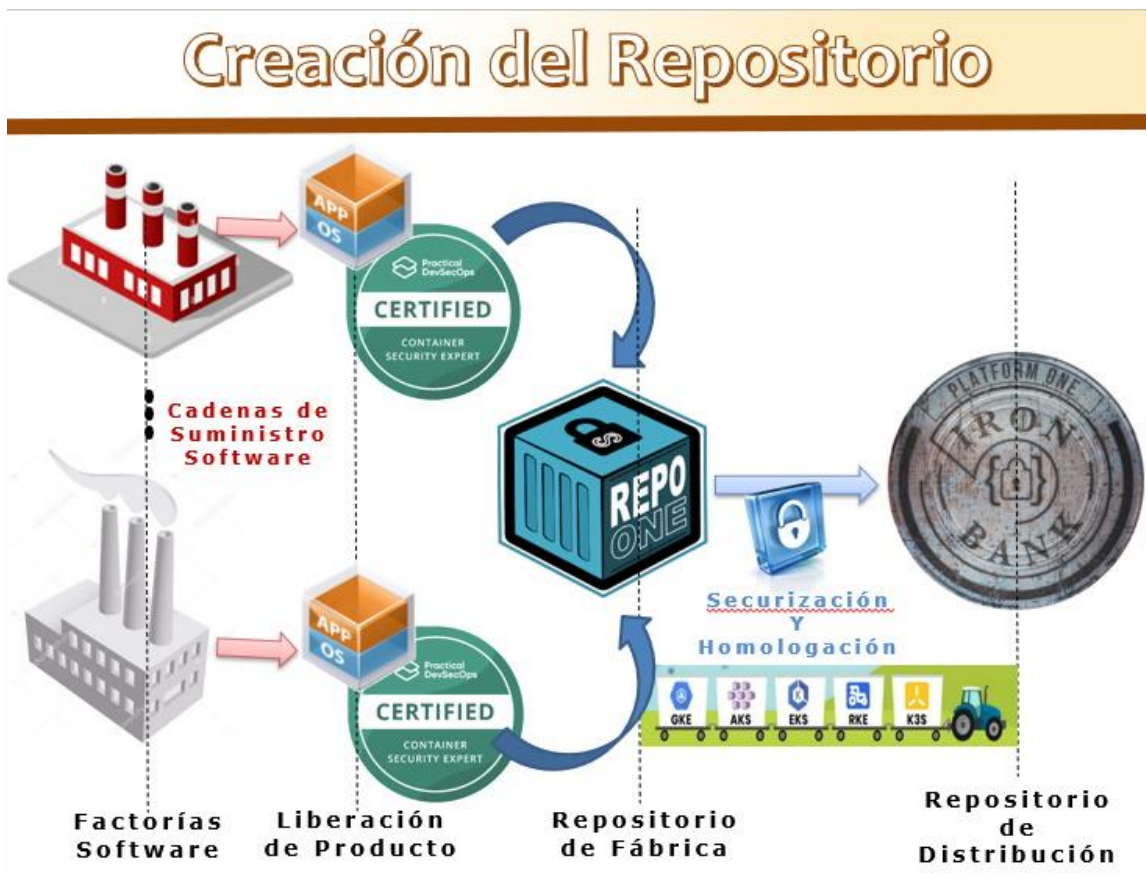 Creación del Repositorio
APP
OS
Practical
DevSecOps
CERTIFIED
CONTAINER
SECURITY EXPERT
Cadenas de
Suministro
Software
S
REPO
ONE
PLATFORM ONE
IRON
BANK
Securización
Y
Homologación
APP
OS
Practical
DevSecOps
CERTIFIED
CONTAINER
SECURITY EXPERT
GKE
AKS
EKS
RKE
K3S
Factorías
Software
Liberación
de Producto
Repositorio
de Fábrica
Repositorio
de
Distribución